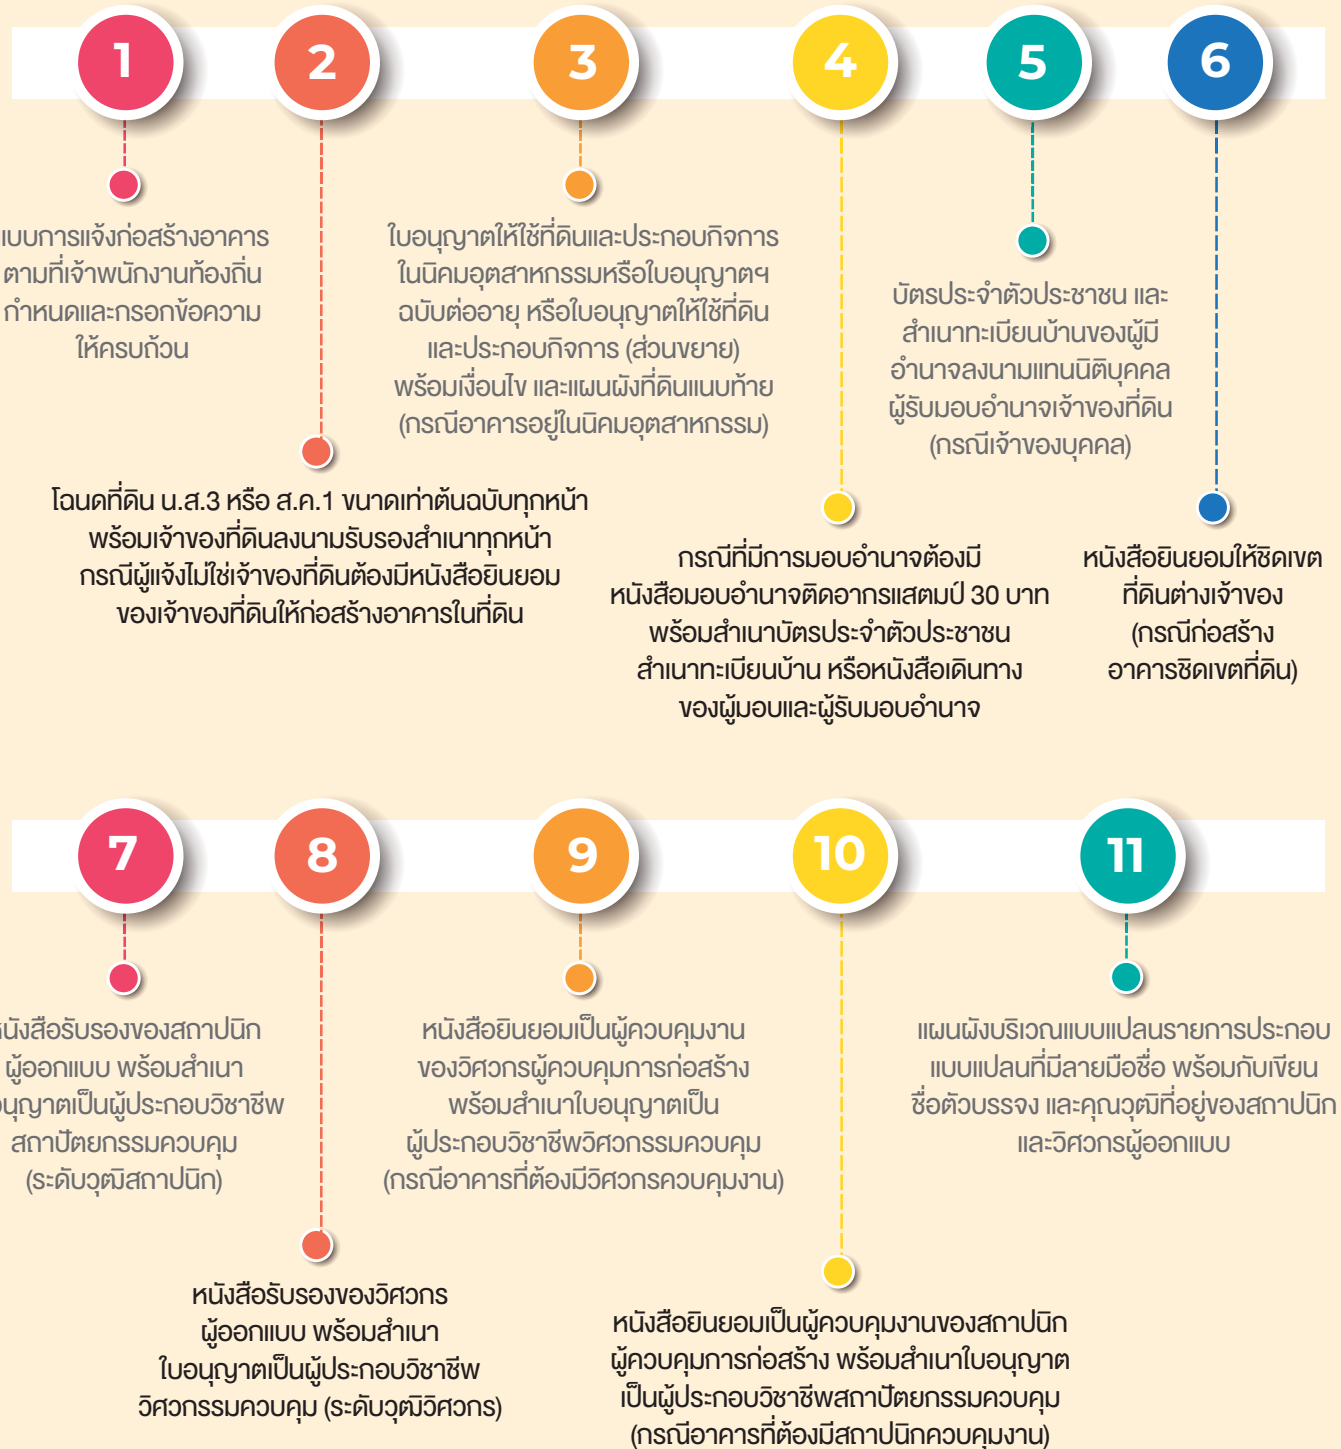 1
2
3
4
5
6
แบบการแจ้งก่อสร้างอาคาร
ตามที่เจ้าพนักงานท้องถิ่น
กำหนดและกรอกข้อความ
ให้ครบถ้วน
โฉนดที่ดิน น.ส.3 หรือ ส.ค.1 ขนาดเท่าต้นฉบับทุกหน้า
พร้อมเจ้าของที่ดินลงนามรับรองสำเนาทุกหน้า
กรณีผู้แจ้งไม่ใช่เจ้าของที่ดินต้องมีหนังสือยินยอม
ของเจ้าของที่ดินให้ก่อสร้างอาคารในที่ดิน
ใบอนุญาตให้ใช้ที่ดินและประกอบกิจการ
ในนิคมอุตสาหกรรมหรือใบอนุญาตฯ
ฉบับต่ออายุ หรือใบอนุญาตให้ใช้ที่ดิน
และประกอบกิจการ (ส่วนขยาย)
พร้อมเงื่อนไข และแผนผังที่ดินแนบท้าย
(กรณีอาคารอยู่ในนิคมอุตสาหกรรม)
กรณีที่มีการมอบอำนาจต้องมี
หนังสือมอบอำนาจติดอากรแสตมป์ 30 บาท
พร้อมสำเนาบัตรประจำตัวประชาชน
สำเนาทะเบียนบ้าน หรือหนังสือเดินทาง
ของผู้มอบและผู้รับมอบอำนาจ
บัตรประจำตัวประชาชน และ
สำเนาทะเบียนบ้านของผู้มี
อำนาจลงนามแทนนิติบุคคล
ผู้รับมอบอำนาจเจ้าของที่ดิน
(กรณีเจ้าของบุคคล)
หนังสือยินยอมให้ชิดเขต
ที่ดินต่างเจ้าของ
(กรณีก่อสร้าง
อาคารชิดเขตที่ดิน)
7
8
9
10
11
หนังสือรับรองของสถาปนิก
ผู้ออกแบบ พร้อมสำเนา
อนุญาตเป็นผู้ประกอบวิชาชีพ
สถาปัตยกรรมควบคุม
(ระดับวุฒิสถาปนิก)
หนังสือรับรองของวิศวกร
ผู้ออกแบบ พร้อมสำเนา
ใบอนุญาตเป็นผู้ประกอบวิชาชีพ
วิศวกรรมควบคุม (ระดับวุฒิวิศวกร)
หนังสือยินยอมเป็นผู้ควบคุมงาน
ของวิศวกรผู้ควบคุมการก่อสร้าง
พร้อมสำเนาใบอนุญาตเป็น
ผู้ประกอบวิชาชีพวิศวกรรมควบคุม
(กรณีอาคารที่ต้องมีวิศวกรควบคุมงาน)
หนังสือยินยอมเป็นผู้ควบคุมงานของสถาปนิก
ผู้ควบคุมการก่อสร้าง พร้อมสำเนาใบอนุญาต
เป็นผู้ประกอบวิชาชีพสถาปัตยกรรมควบคุม
(กรณีอาคารที่ต้องมีสถาปนิกควบคุมงาน)
แผนผังบริเวณแบบแปลนรายการประกอบ
แบบแปลนที่มีลายมือชื่อ พร้อมกับเขียน
ชื่อตัวบรรจง และคุณวุฒิที่อยู่ของสถาปนิก
และวิศวกรผู้ออกแบบ